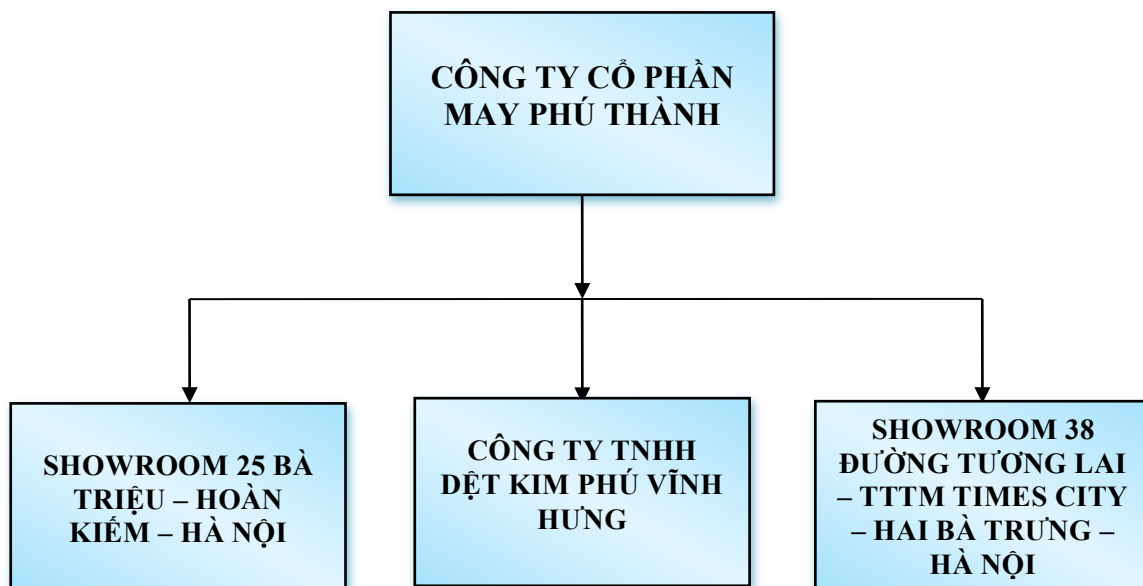 CÔNG TY CỔ PHẦN
MAY PHÚ THÀNH
SHOWROOM 25 BÀ
TRIỆU – HOÀN
KIẾM – HÀ NỘI
CÔNG TY TNHH
DỆT KIM PHÚ VĨNH
HƯNG
SHOWROOM 38
ĐƯỜNG TƯƠNG LAI
– TTTM TIMES CITY
– HAI BÀ TRƯNG –
HÀ NỘI